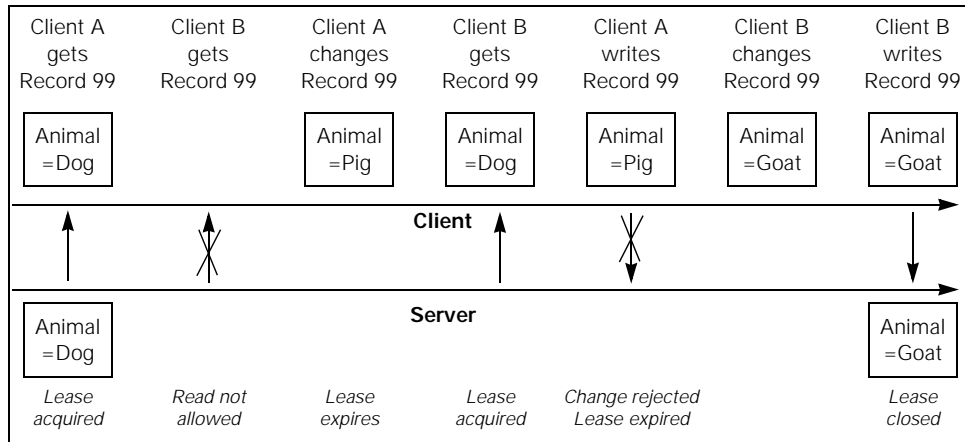 Client A
gets
Record 99
Client B
gets
Record 99
Client A
changes
Record 99
Client B
gets
Record 99
Client A
writes
Record 99
Client B
changes
Record 99
Client B
writes
Record 99
Animal
=Dog
Animal
=Pig
Animal
=Dog
Animal
=Pig
Animal
=Goat
Animal
=Goat
Client
Server
Animal
=Dog
Animal
=Goat
Lease
acquired
Read not
allowed
Lease
expires
Lease
acquired
Change rejected
Lease expired
Lease
closed